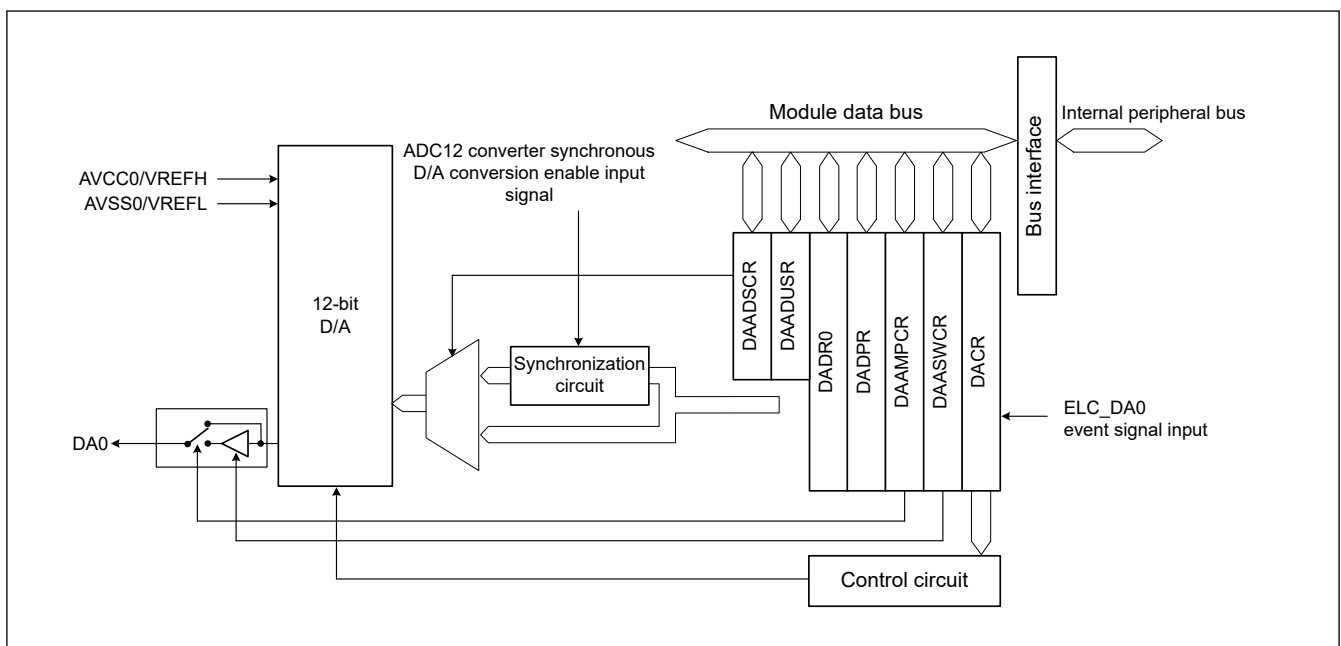 Module data bus
Internal peripheral bus
Bus interface
ADC12 converter synchronous
D/A conversion enable input
signal
AVCC0/VREFH
AVSS0/VREFL
12-bit
D/A
Synchronization
circuit
DAADSCR
DAADUSR
DADR0
DADPR
DAAMPCR
DAASWCR
DACR
ELC_DA0
event signal input
DA0
Control circuit